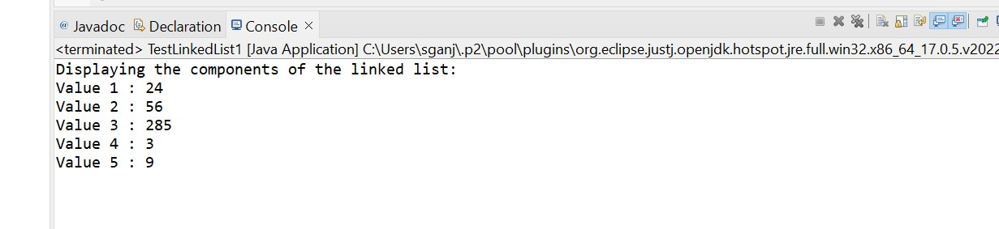 @ Javadoc Declaration Console ×
<terminated> TestLinkedList1 [Java Application] C:\Users\sganj\.p2\pool\plugins\org.eclipse.justj.openjdk.hotspot.jre.full.win32.x86_64_17.0.5.v2022
Displaying the components of the linked list:
Value 1 : 24
Value 2 : 56
Value 3 : 285
Value 4 : 3
Value 5 : 9